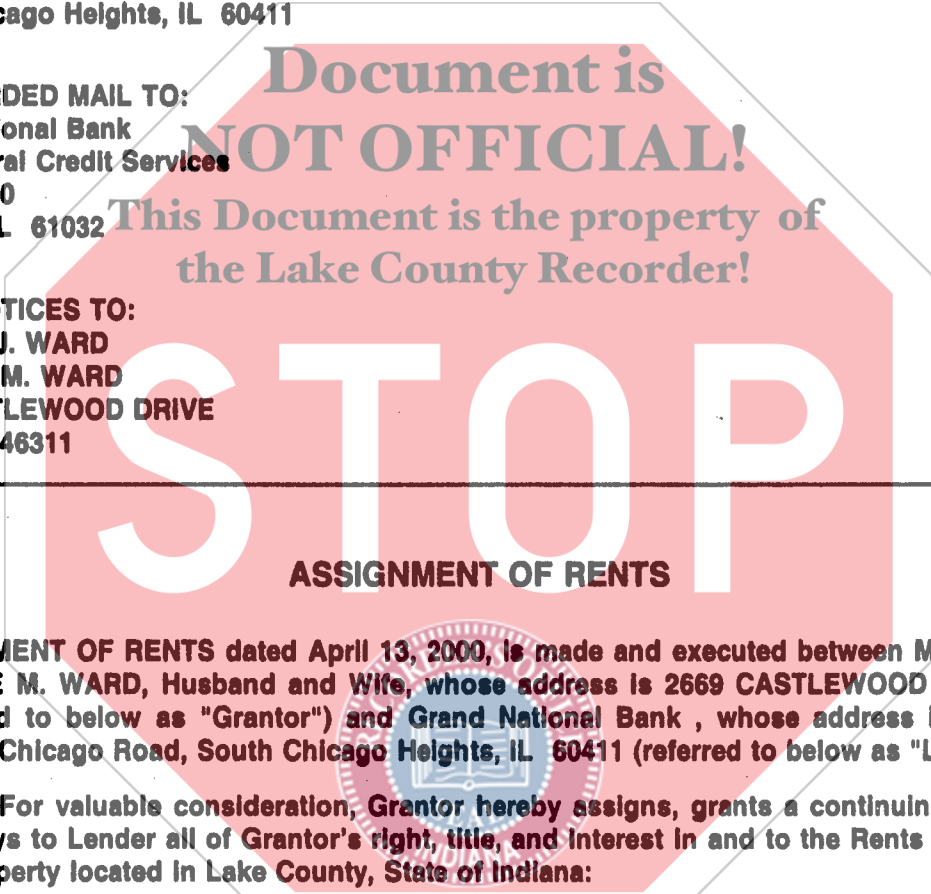 cago Heights, IL 60411
Document is
DED MAIL TO:
onal Bank
NOT OFFICIAL!
ral Credit Services
0
L 61032
This Document is the property of
the Lake County Recorder!
TICES TO:
J. WARD
M. WARD
TLEWOOD DRIVE
46311
STOP
ASSIGNMENT OF RENTS
MENT OF RENTS dated April 13, 2000, is made and executed between M
E M. WARD, Husband and Wife, whose address is 2669 CASTLEWOOD
d to below as "Grantor") and Grand National Bank , whose address i
Chicago Road, South Chicago Heights, IL 60411 (referred to below as "L
For valuable consideration, Grantor hereby assigns, grants a continuin
ys to Lender all of Grantor's right, title, and interest in and to the Rents
perty located in Lake County, State of Indiana:
INDIANA